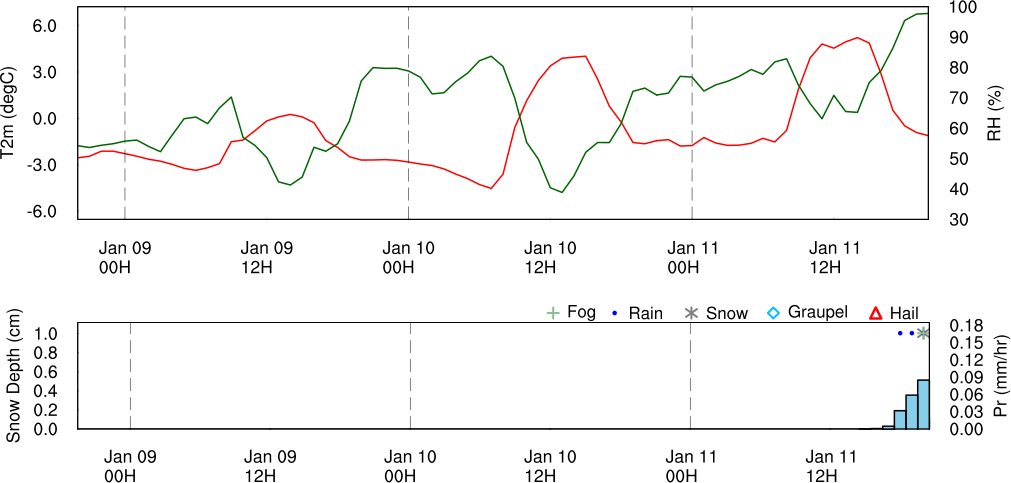 100
6.0
90
80
3.0
70
0.0
60
50
-3.0
40
-6.0
30
T2m (degC)
RH (%)
Jan 09 Jan 09 Jan 10 Jan 10 Jan 11 Jan 11
00H 12H 00H 12H 00H 12H
Fog Rain Snow Graupel Hail
1.0
0.8
0.6
0.4
0.2
0.0
Snow Depth (cm)
0.18
0.15
0.12
0.09
0.06
0.03
0.00
Pr (mm/hr)
Jan 09 Jan 09 Jan 10 Jan 10 Jan 11 Jan 11
00H 12H 00H 12H 00H 12H